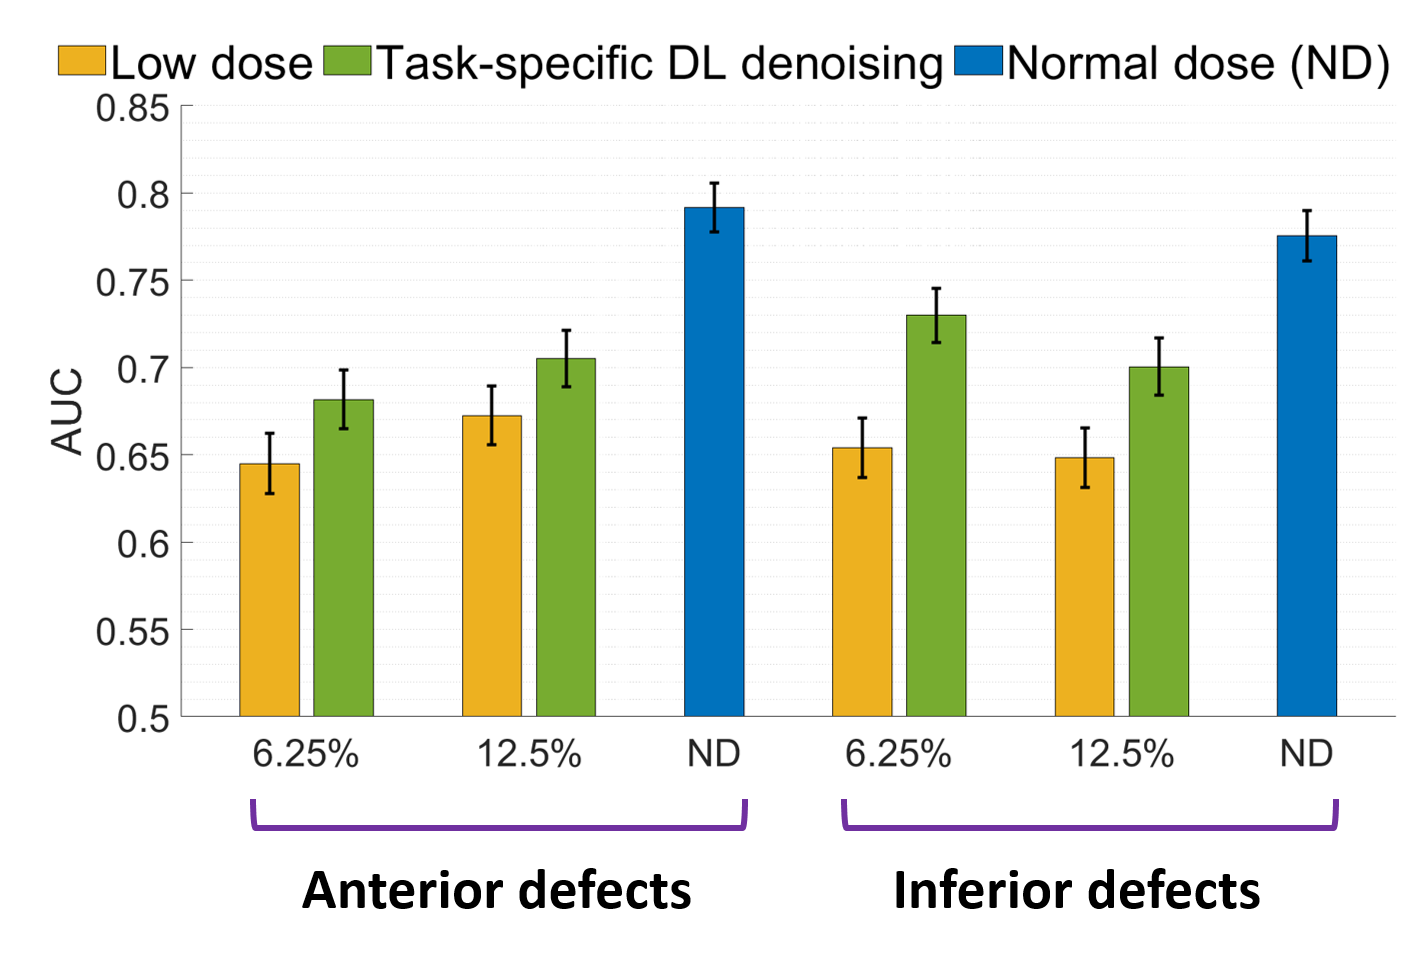 Low dose Task-specific DL denoising Normal dose (ND)
0.85
0.8
0.75
0.7
0.65
0.6
0.55
0.5
AUC
6.25% 12.5% ND 6.25% 12.5% ND
Anterior defects Inferior defects